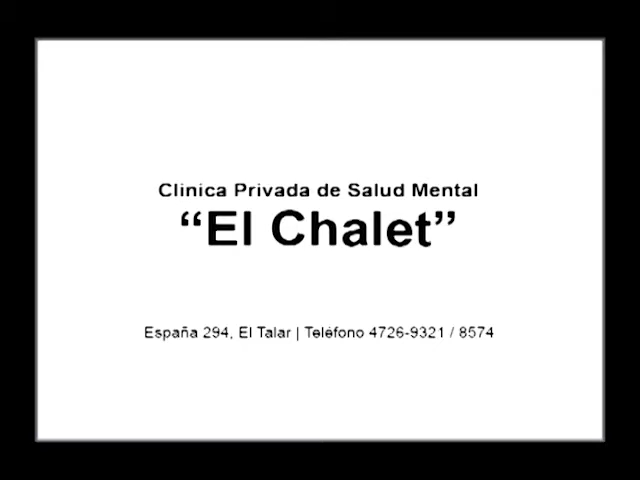 Clinica Privada de Salud Mental
“El Chalet”
España 294, El Talar | Teléfono 4726-9321 / 8574